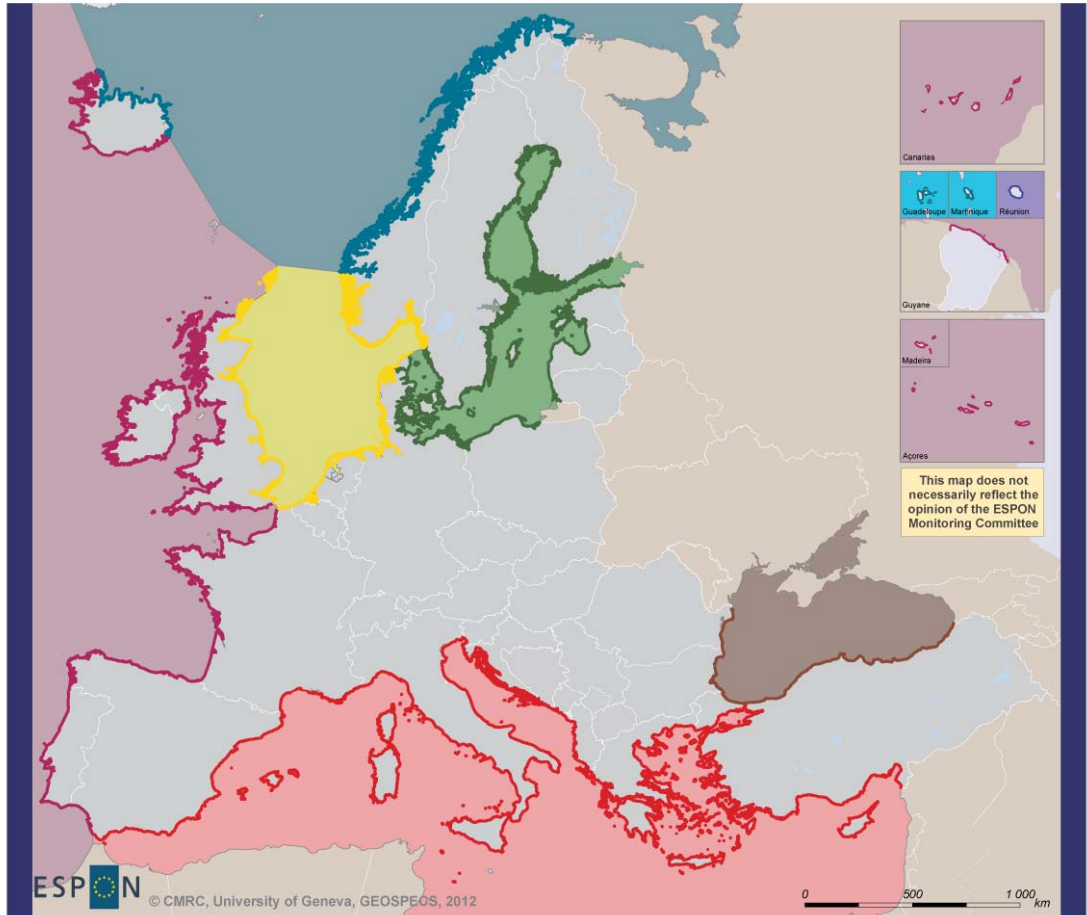 Canarias
Guadeloupe
Martinique
Réunion
Guyane
Madeira
Açores
This map does not
necessarily reflect the
opinion of the ESPON
Monitoring Committee
ESPON
© CMRC, University of Geneva, GEOSPECS, 2012
0 500 1 000
km